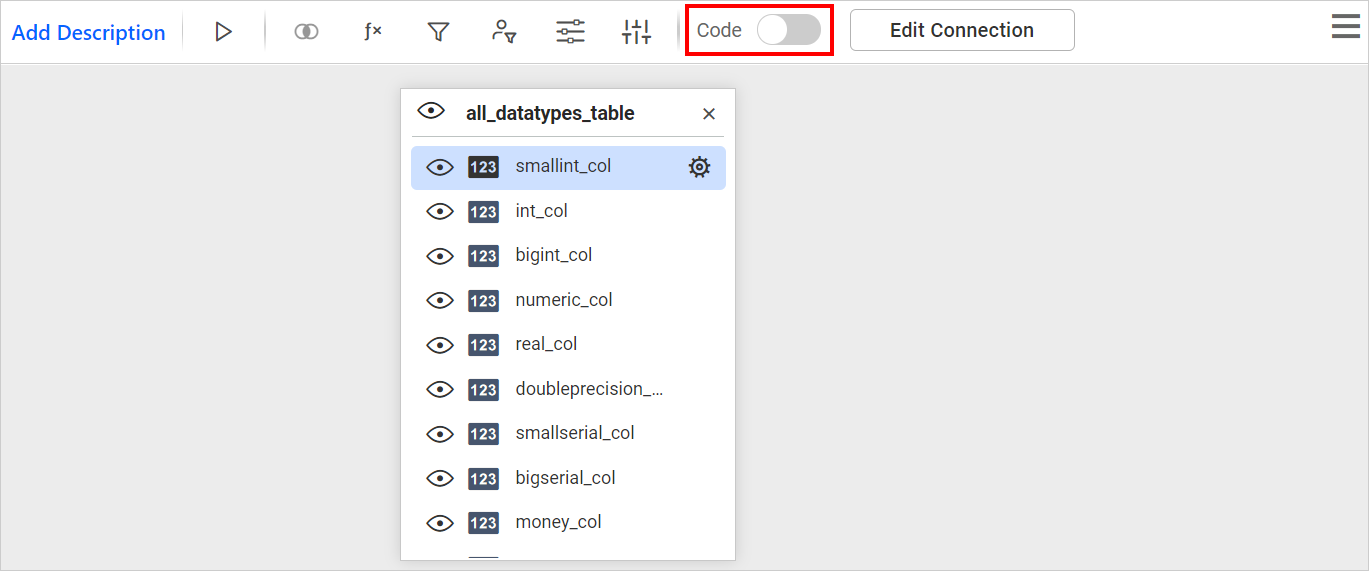 Add Description
ƒx
Code
Edit Connection
all_datatypes_table
123 smallint_col
123 int_col
123 bigint_col
123 numeric_col
123 real_col
123 doubleprecision_...
123 smallserial_col
123 bigserial_col
123 money_col